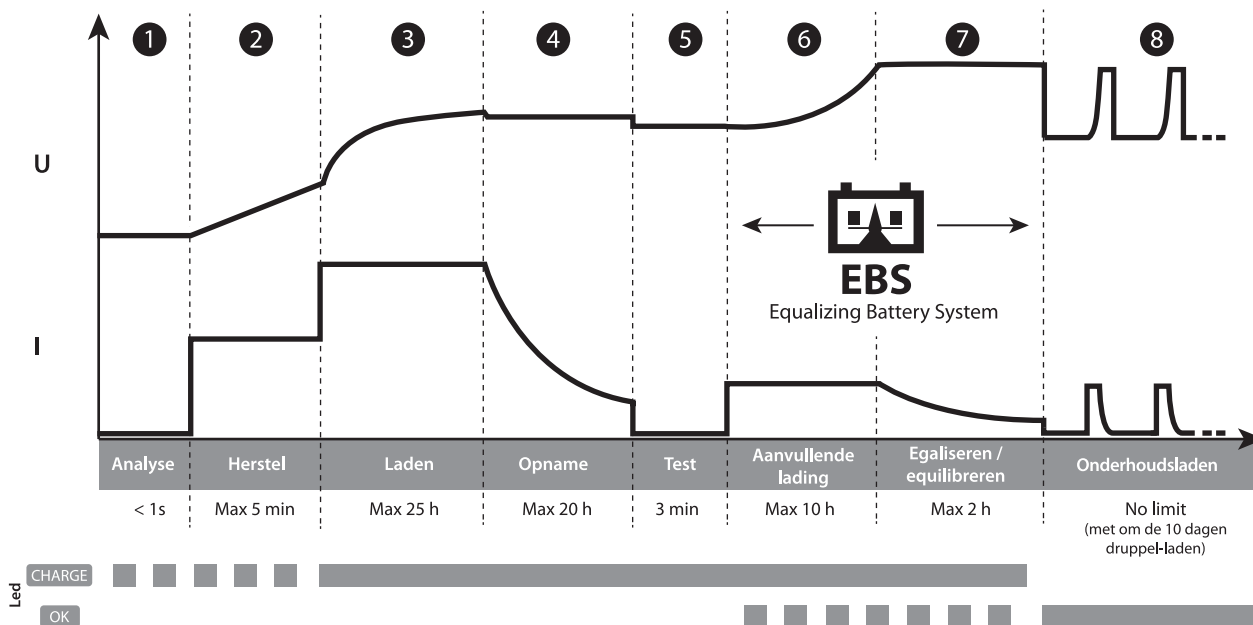 1 2 3 4 5 6 7 8
U
EBS
Equalizing Battery System
I
Analyse Herstel Laden Opname Test Aanvullende lading Egaliseren / equilibreren Onderhoudsladen
< 1s Max 5 min Max 25 h Max 20 h 3 min Max 10 h Max 2 h No limit
(met om de 10 dagen
druppel-laden)
Led
CHARGE
OK